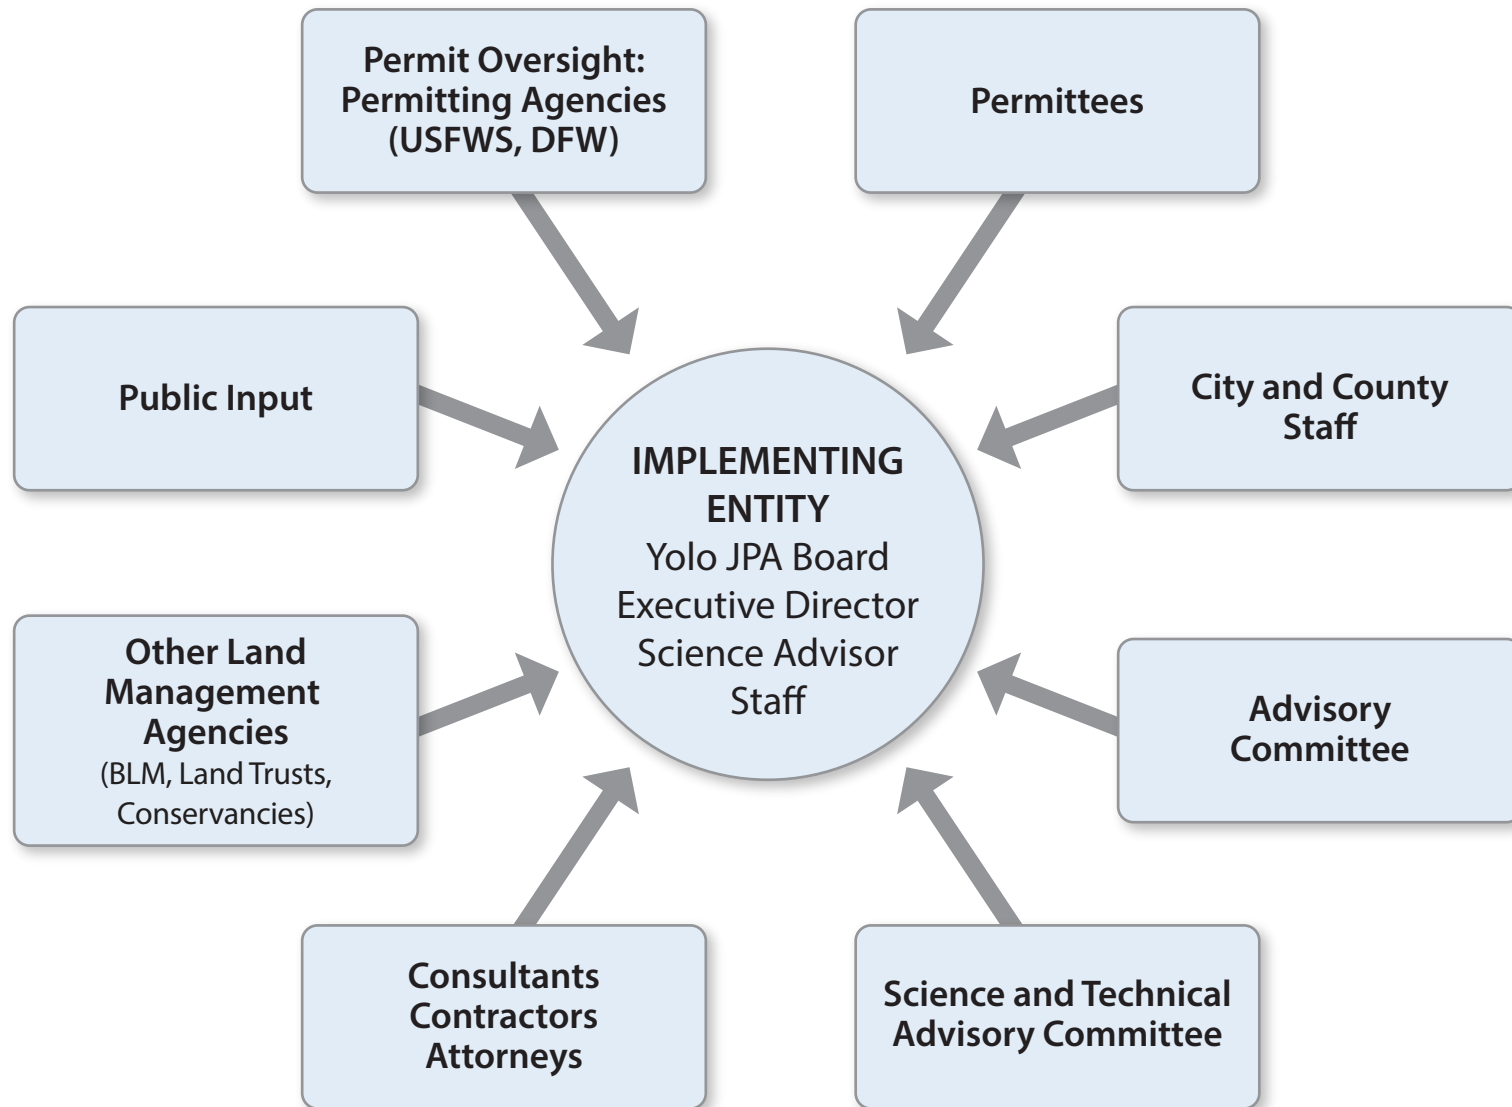 Permit Oversight:
Permitting Agencies
(USFWS, DFW)
Permittees
Public Input
City and County
Staff
IMPLEMENTING
ENTITY
Yolo JPA Board
Executive Director
Science Advisor
Staff
Other Land
Management
Agencies
(BLM, Land Trusts,
Conservancies)
Advisory
Committee
Consultants
Contractors
Attorneys
Science and Technical
Advisory Committee